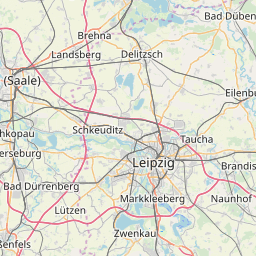 Brehna
Bad Düben
Landsberg
Delitzsch
(Saale)
Eilenbu
Schkeuditz
Taucha
hkopau
erseburg
Leipzig
Brandis
Bad Dürrenberg
Markkleeberg
Naunhof
Lützen
Zwenkau
ßenfels